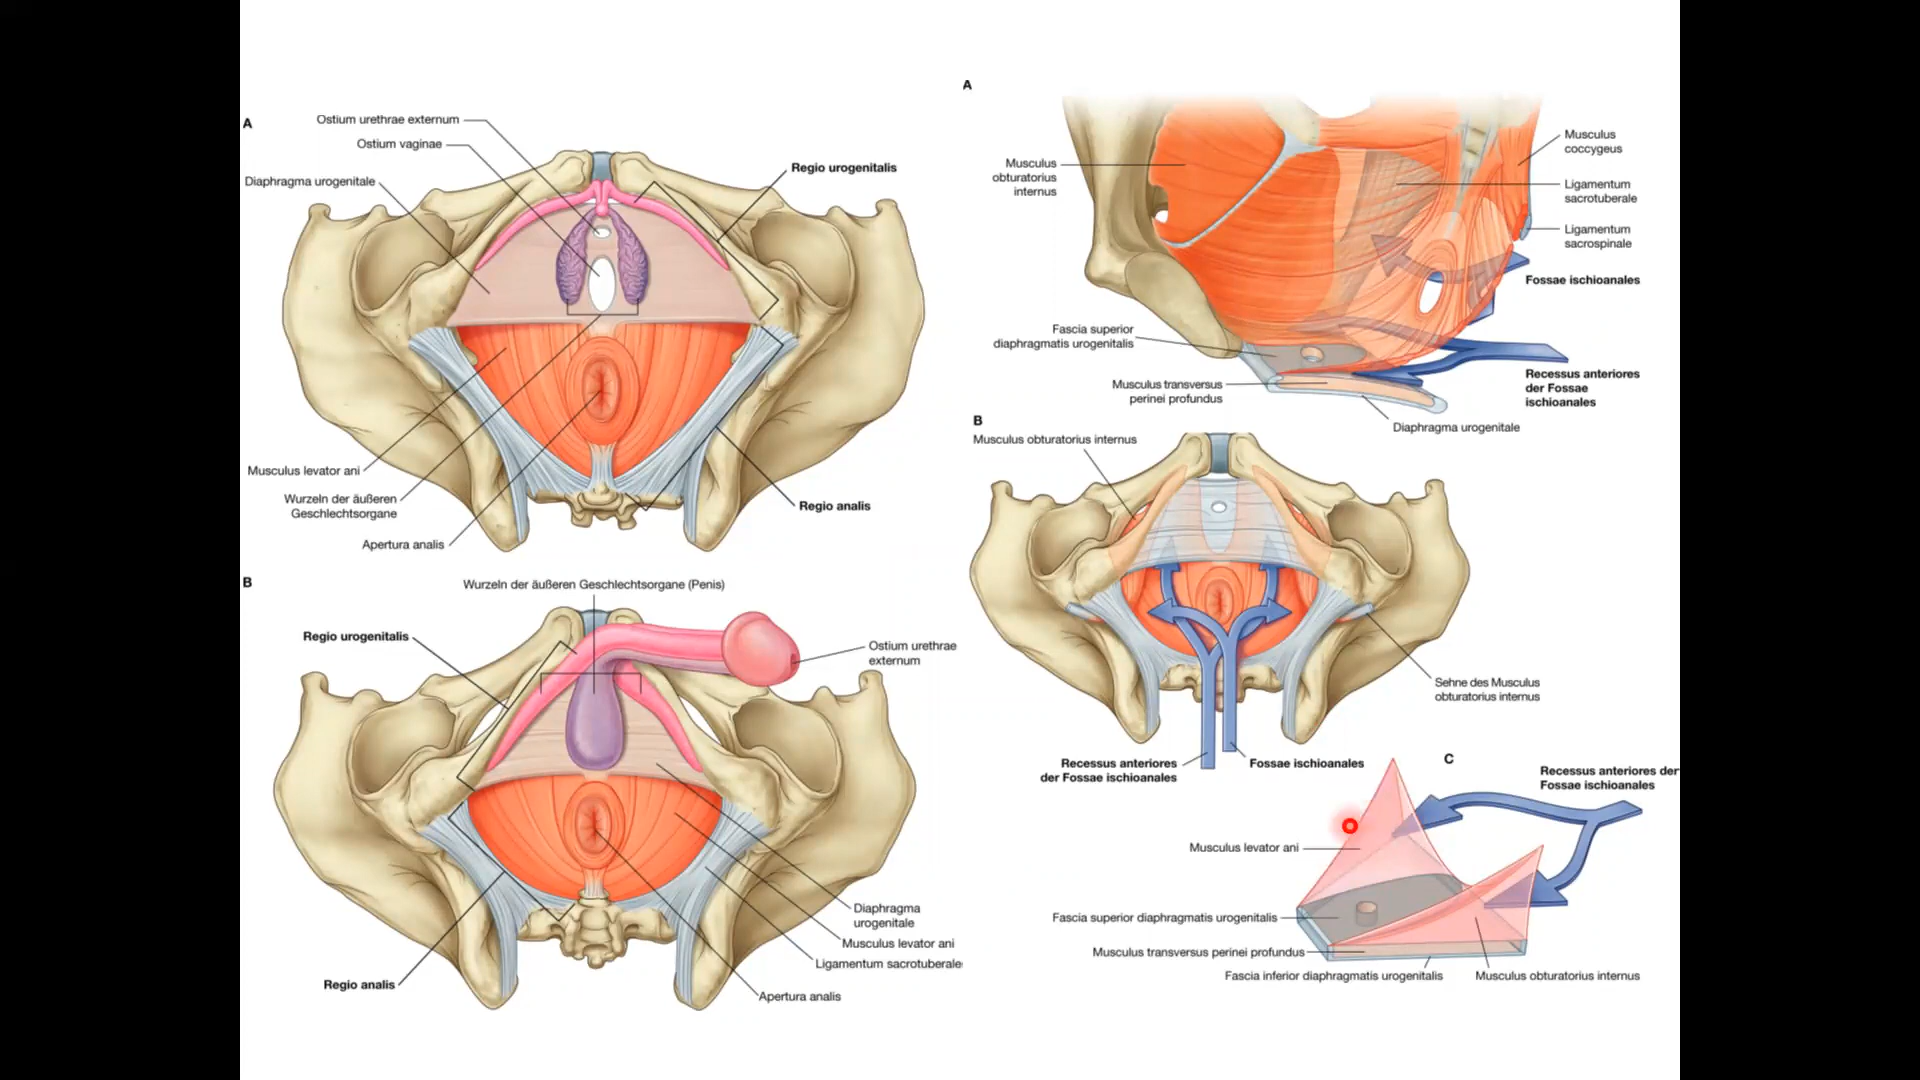 A
Ostium urethrae externum
Ostium vaginae
Diaphragma urogenitale
Regio urogenitalis
Musculus levator ani
Wurzeln der äußeren
Geschlechtsorgane
Apertura analis
Regio analis
B
Wurzeln der äußeren Geschlechtsorgane (Penis)
Regio urogenitalis
Ostium urethrae
externum
Diaphragma
urogenitale
Musculus levator ani
Ligamentum sacrotuberale
Regio analis
Apertura analis
A
Musculus
obturatorius
internus
Musculus
coccygeus
Ligamentum
sacrotuberale
Ligamentum
sacrospinale
Fossae ischioanales
Fascia superior
diaphragmatis urogenitalis
Musculus transversus
perinei profundus
Recessus anteriores
der Fossae
ischioanales
Diaphragma urogenitale
B
Musculus obturatorius internus
Sehne des Musculus
obturatorius internus
Recessus anteriores
der Fossae ischioanales
Fossae ischioanales
C
Recessus anteriores der
Fossae ischioanales
Musculus levator ani
Fascia superior diaphragmatis urogenitalis
Musculus transversus perinei profundus
Fascia inferior diaphragmatis urogenitalis
Musculus obturatorius internus